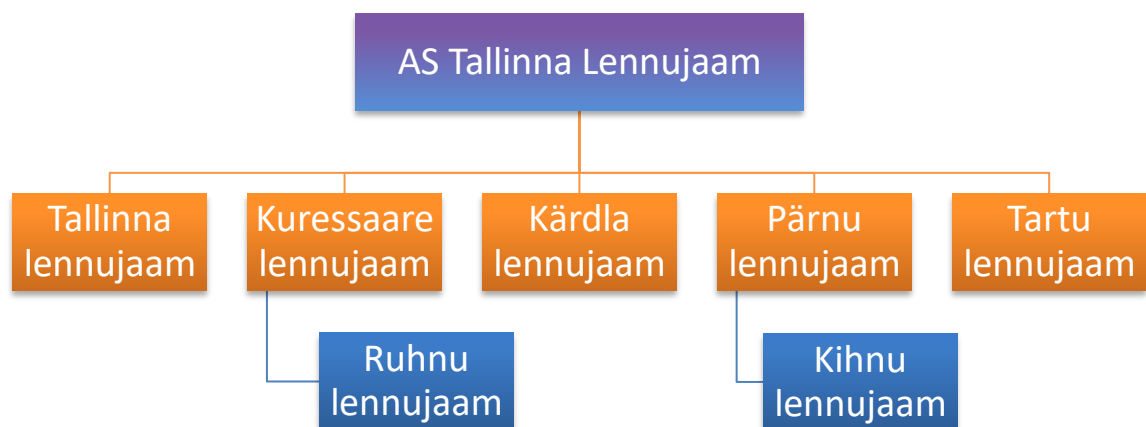 AS Tallinna Lennujaam
Tallinna
lennujaam
Kuressaare
lennujaam
Kärdla
lennujaam
Pärnu
lennujaam
Tartu
lennujaam
Ruhnu
lennujaam
Kihnu
lennujaam